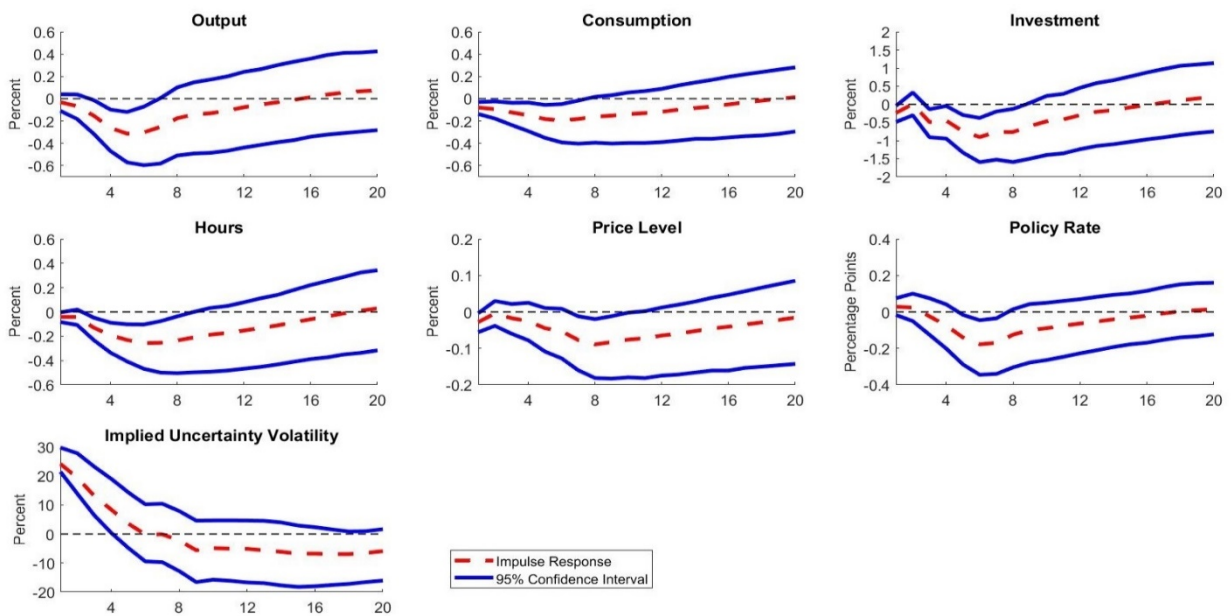 Output
Percent
0.6
0.4
0.2
0
-0.2
-0.4
-0.6
4 8 12 16 20
Consumption
0.6
0.4
0.2
0
-0.2
-0.4
-0.6
4 8 12 16 20
Investment
Percent
2
1.5
1
0.5
0
-0.5
-1
-1.5
-2
4 8 12 16 20
Hours
Percent
0.6
0.4
0.2
0
-0.2
-0.4
-0.6
4 8 12 16 20
Price Level
Percent
0.2
0.1
0
-0.1
-0.2
4 8 12 16 20
Policy Rate
Percentage Points
0.4
0.2
0
-0.2
-0.4
4 8 12 16 20
Implied Uncertainty Volatility
Percent
30
20
10
0
-10
-20
4 8 12 16 20
Impulse Response
95% Confidence Interval